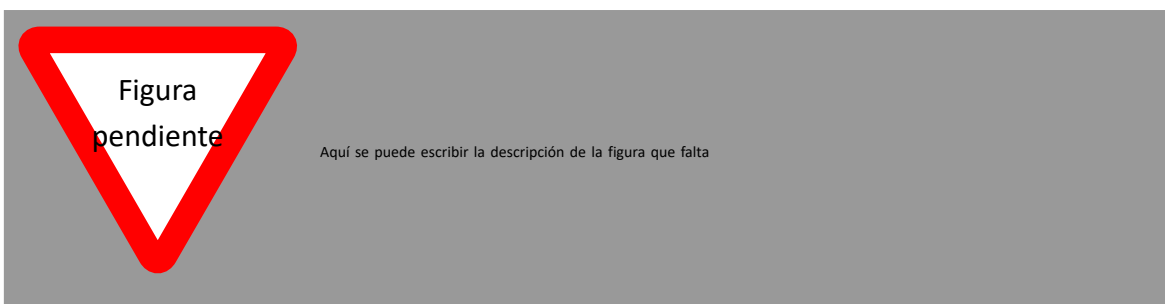 Figura
pendiente
Aquí se puede escribir la descripción de la figura que falta